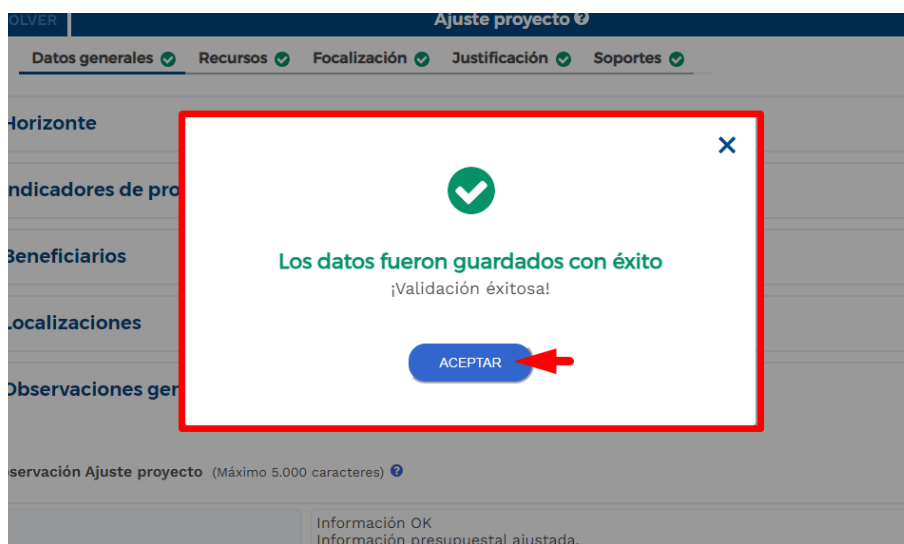 OLVER
Ajuste proyecto
Datos generales Recursos Focalización Justificación Soportes
Horizonte
ndicadores de pro
Beneficiarios
Localizaciones
Observaciones ger
Los datos fueron guardados con éxito
¡Validación éxitosa!
ACEPTAR
servación Ajuste proyecto (Máximo 5.000 caracteres)
Información OK
Información presupuestal ajustada.